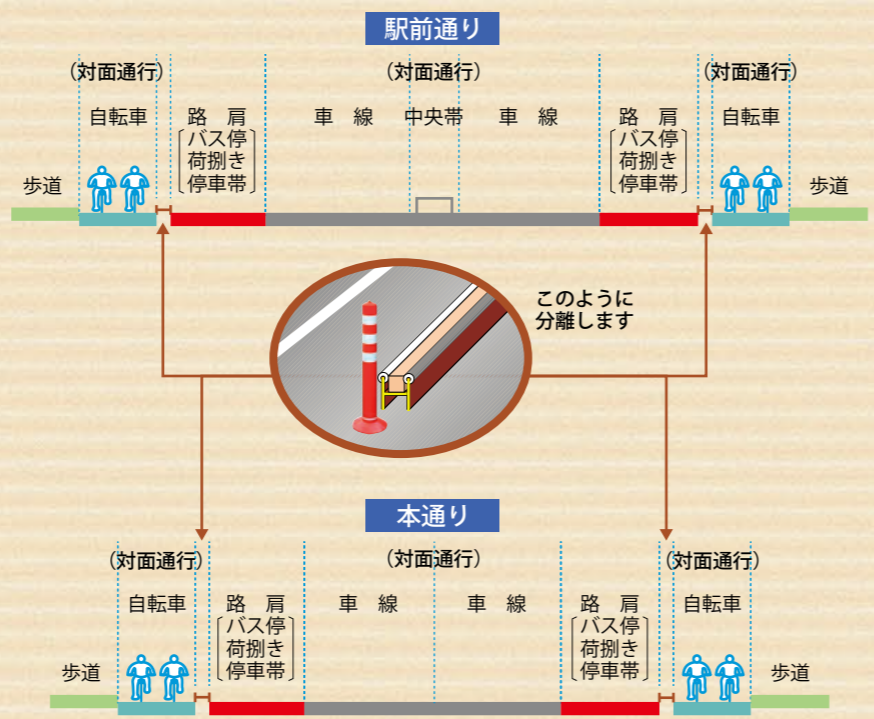 駅前通り
(対面通行) (対面通行) (対面通行)
自転車 路 肩 車 線 中央帯 車 線 路 肩 自転車
〔バス停 〔バス停
荷捌き 荷捌き
歩道 停車帯〕 停車帯〕 歩道
このように
分離します
本通り
(対面通行) (対面通行) (対面通行)
自転車 路 肩 車 線 車 線 路 肩 自転車
〔バス停 〔バス停
荷捌き 荷捌き
歩道 停車帯〕 停車帯〕 歩道